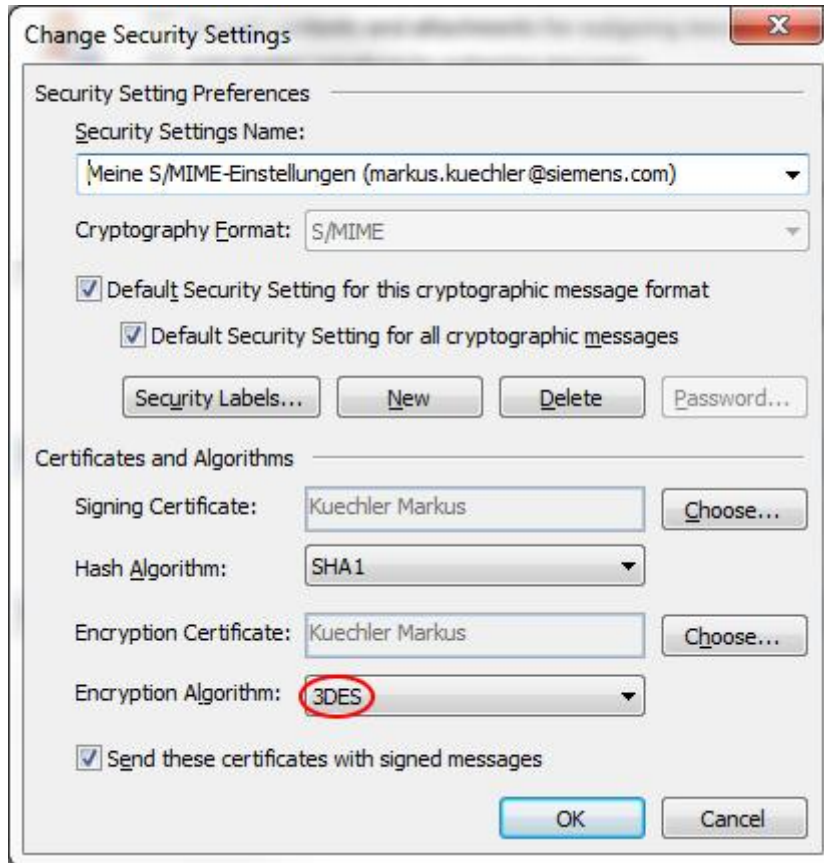 Change Security Settings
Security Setting Preferences
Security Settings Name:
Meine S/MIME-Einstellungen (markus.kuechler@siemens.com)
Cryptography Format: S/MIME
Default Security Setting for this cryptographic message format
Default Security Setting for all cryptographic messages
Security Labels... New Delete Password...
Certificates and Algorithms
Signing Certificate: Kuechler Markus Choose...
Hash Algorithm: SHA1
Encryption Certificate: Kuechler Markus Choose...
Encryption Algorithm: 3DES
Send these certificates with signed messages
OK Cancel